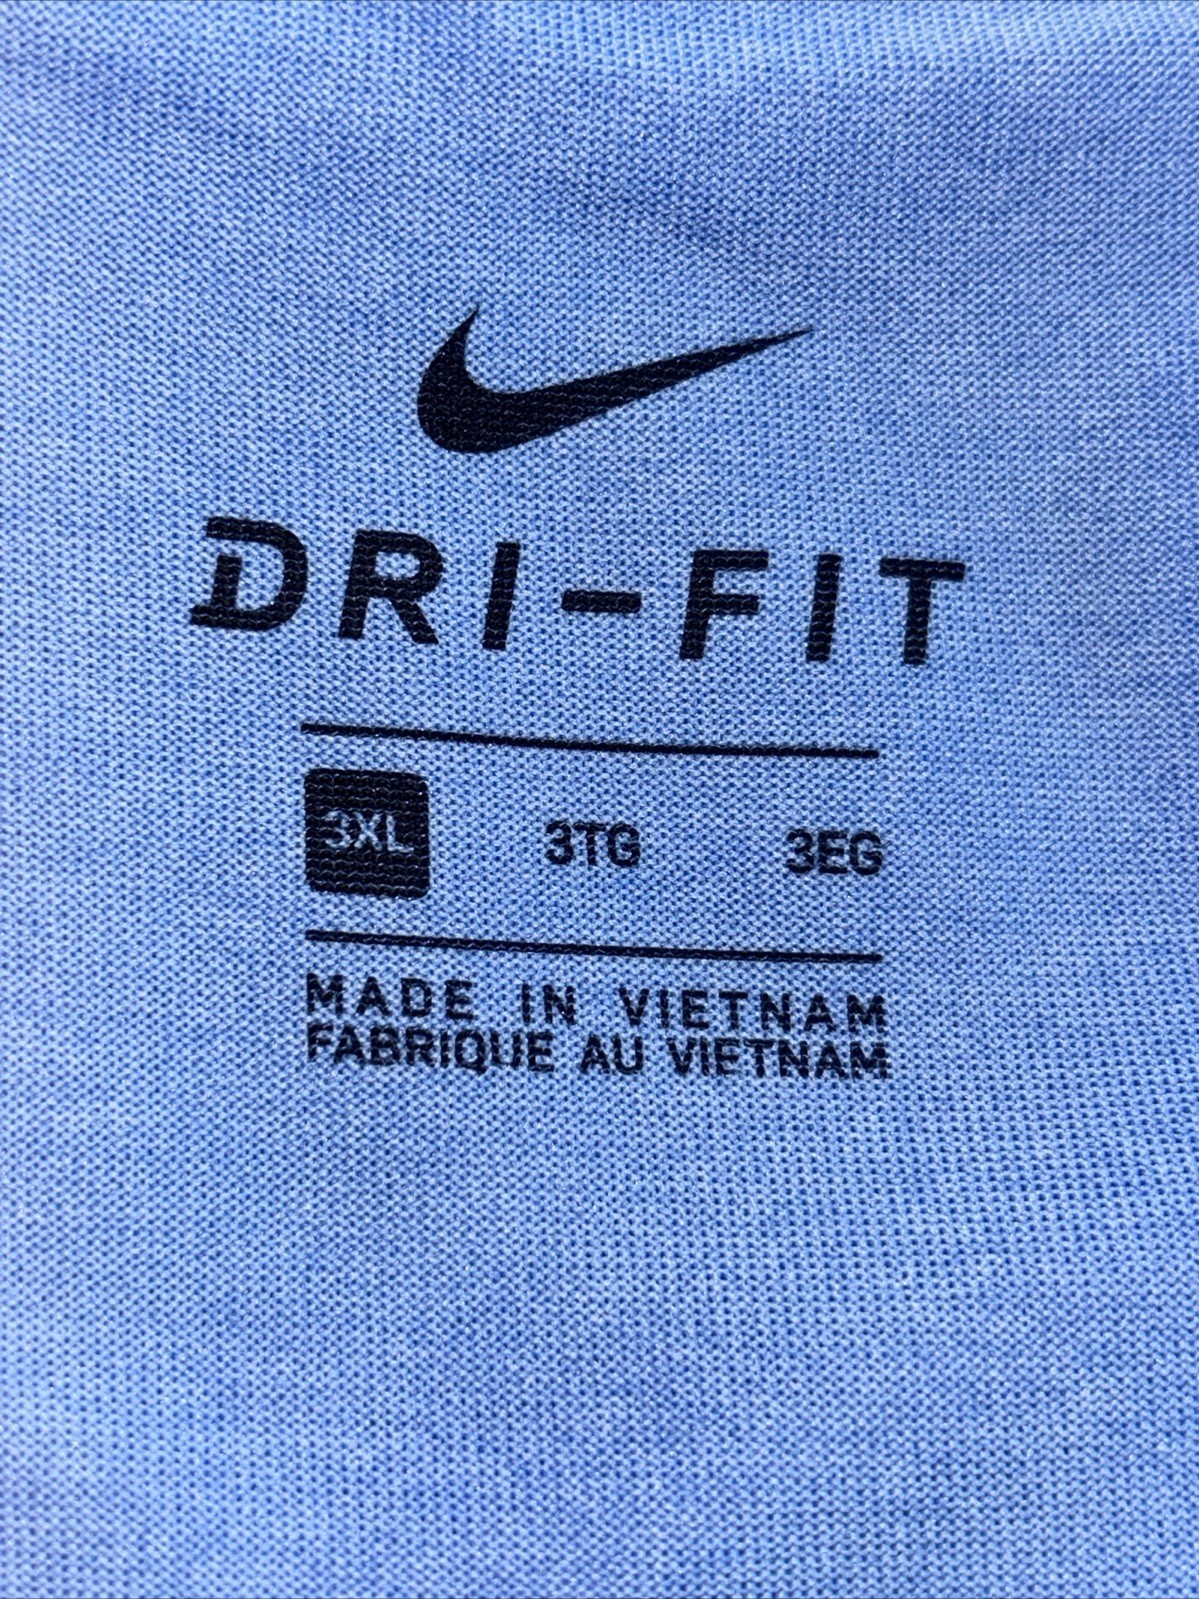 DRI-FIT
3XL 3TG 3EG
MADE IN VIETNAM
FABRIQUE AU VIETNAM